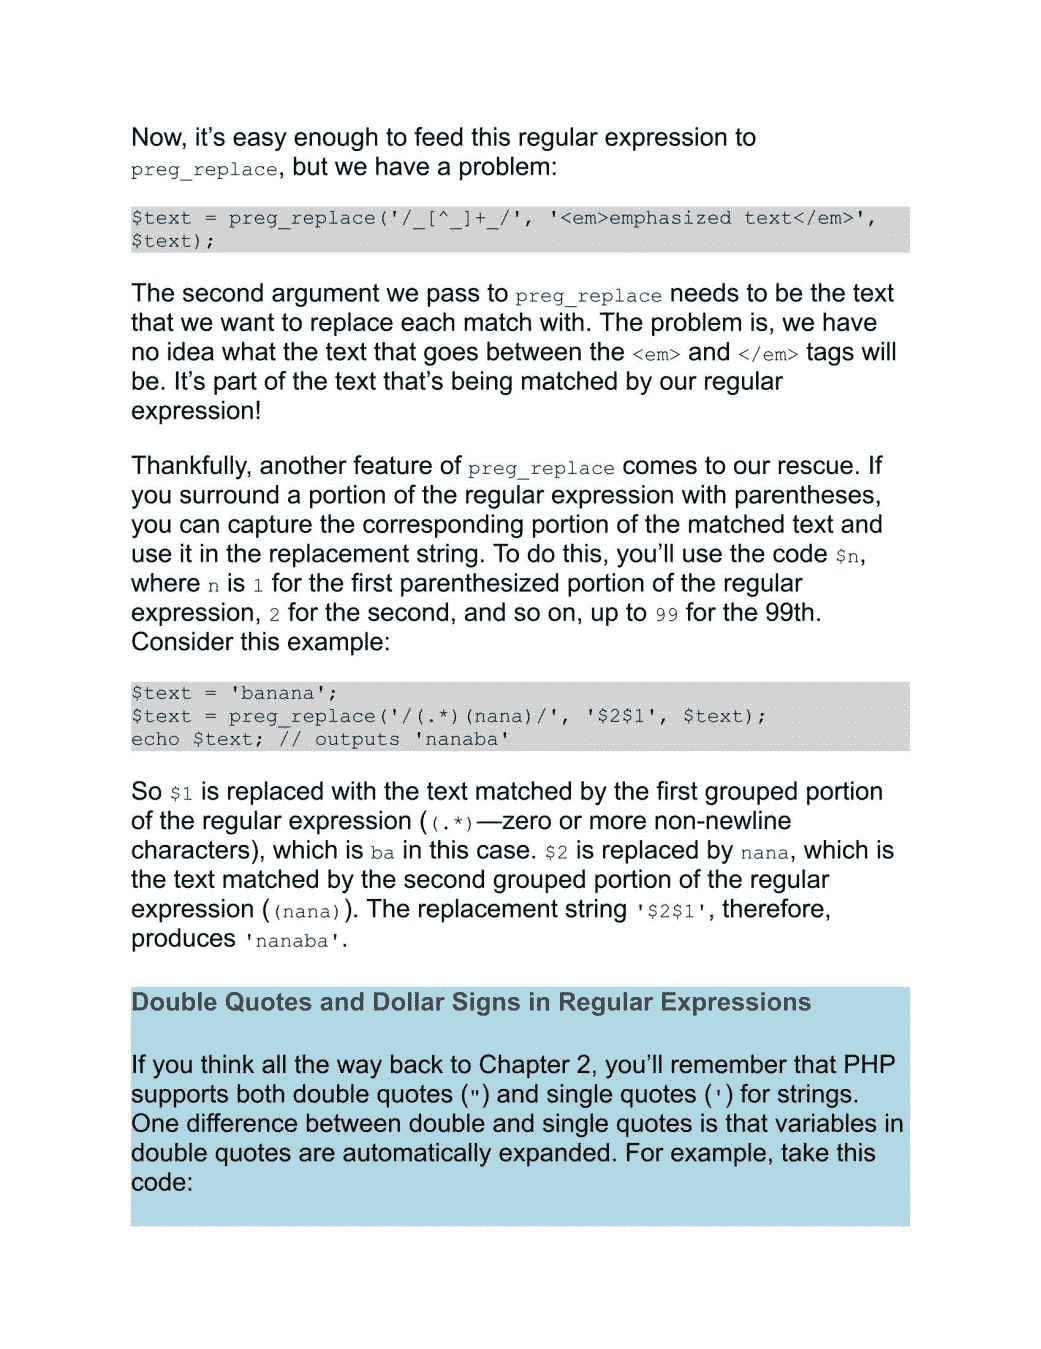 Now, it’s easy enough to feed this regular expression to
preg_replace, but we have a problem:
$text = preg_replace('/_[^_]+_/', '<em>emphasized text</em>',
$text);
The second argument we pass to preg_replace needs to be the text
that we want to replace each match with. The problem is, we have
no idea what the text that goes between the <em> and </em> tags will
be. It’s part of the text that’s being matched by our regular
expression!
Thankfully, another feature of preg_replace comes to our rescue. If
you surround a portion of the regular expression with parentheses,
you can capture the corresponding portion of the matched text and
use it in the replacement string. To do this, you’ll use the code $n,
where n is 1 for the first parenthesized portion of the regular
expression, 2 for the second, and so on, up to 99 for the 99th.
Consider this example:
$text = 'banana';
$text = preg_replace('/(.*)(nana)/', '$2$1', $text);
echo $text; // outputs 'nanaba'
So $1 is replaced with the text matched by the first grouped portion
of the regular expression ((.*)—zero or more non-newline
characters), which is ba in this case. $2 is replaced by nana, which is
the text matched by the second grouped portion of the regular
expression ((nana)). The replacement string '$2$1', therefore,
produces 'nanaba'.
Double Quotes and Dollar Signs in Regular Expressions
If you think all the way back to Chapter 2, you’ll remember that PHP
supports both double quotes (") and single quotes (') for strings.
One difference between double and single quotes is that variables in
double quotes are automatically expanded. For example, take this
code: